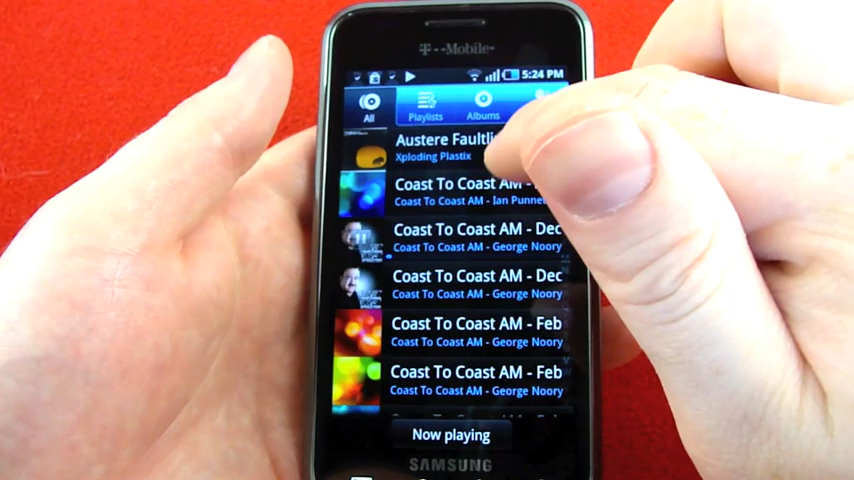 T--Mobile-
5:24 PM
All
Playlists
Albums
Austere Faultli
Xploding Plastix
Coast To Coast AM -
Coast To Coast AM - Ian Punne
Coast To Coast AM - Dec
Coast To Coast AM - George Noory
Coast To Coast AM - Dec
Coast To Coast AM - George Noory
Coast To Coast AM - Feb
Coast To Coast AM - George Noory
Coast To Coast AM - Feb
Coast To Coast AM - George Noory
Now playing
SAMSUNG